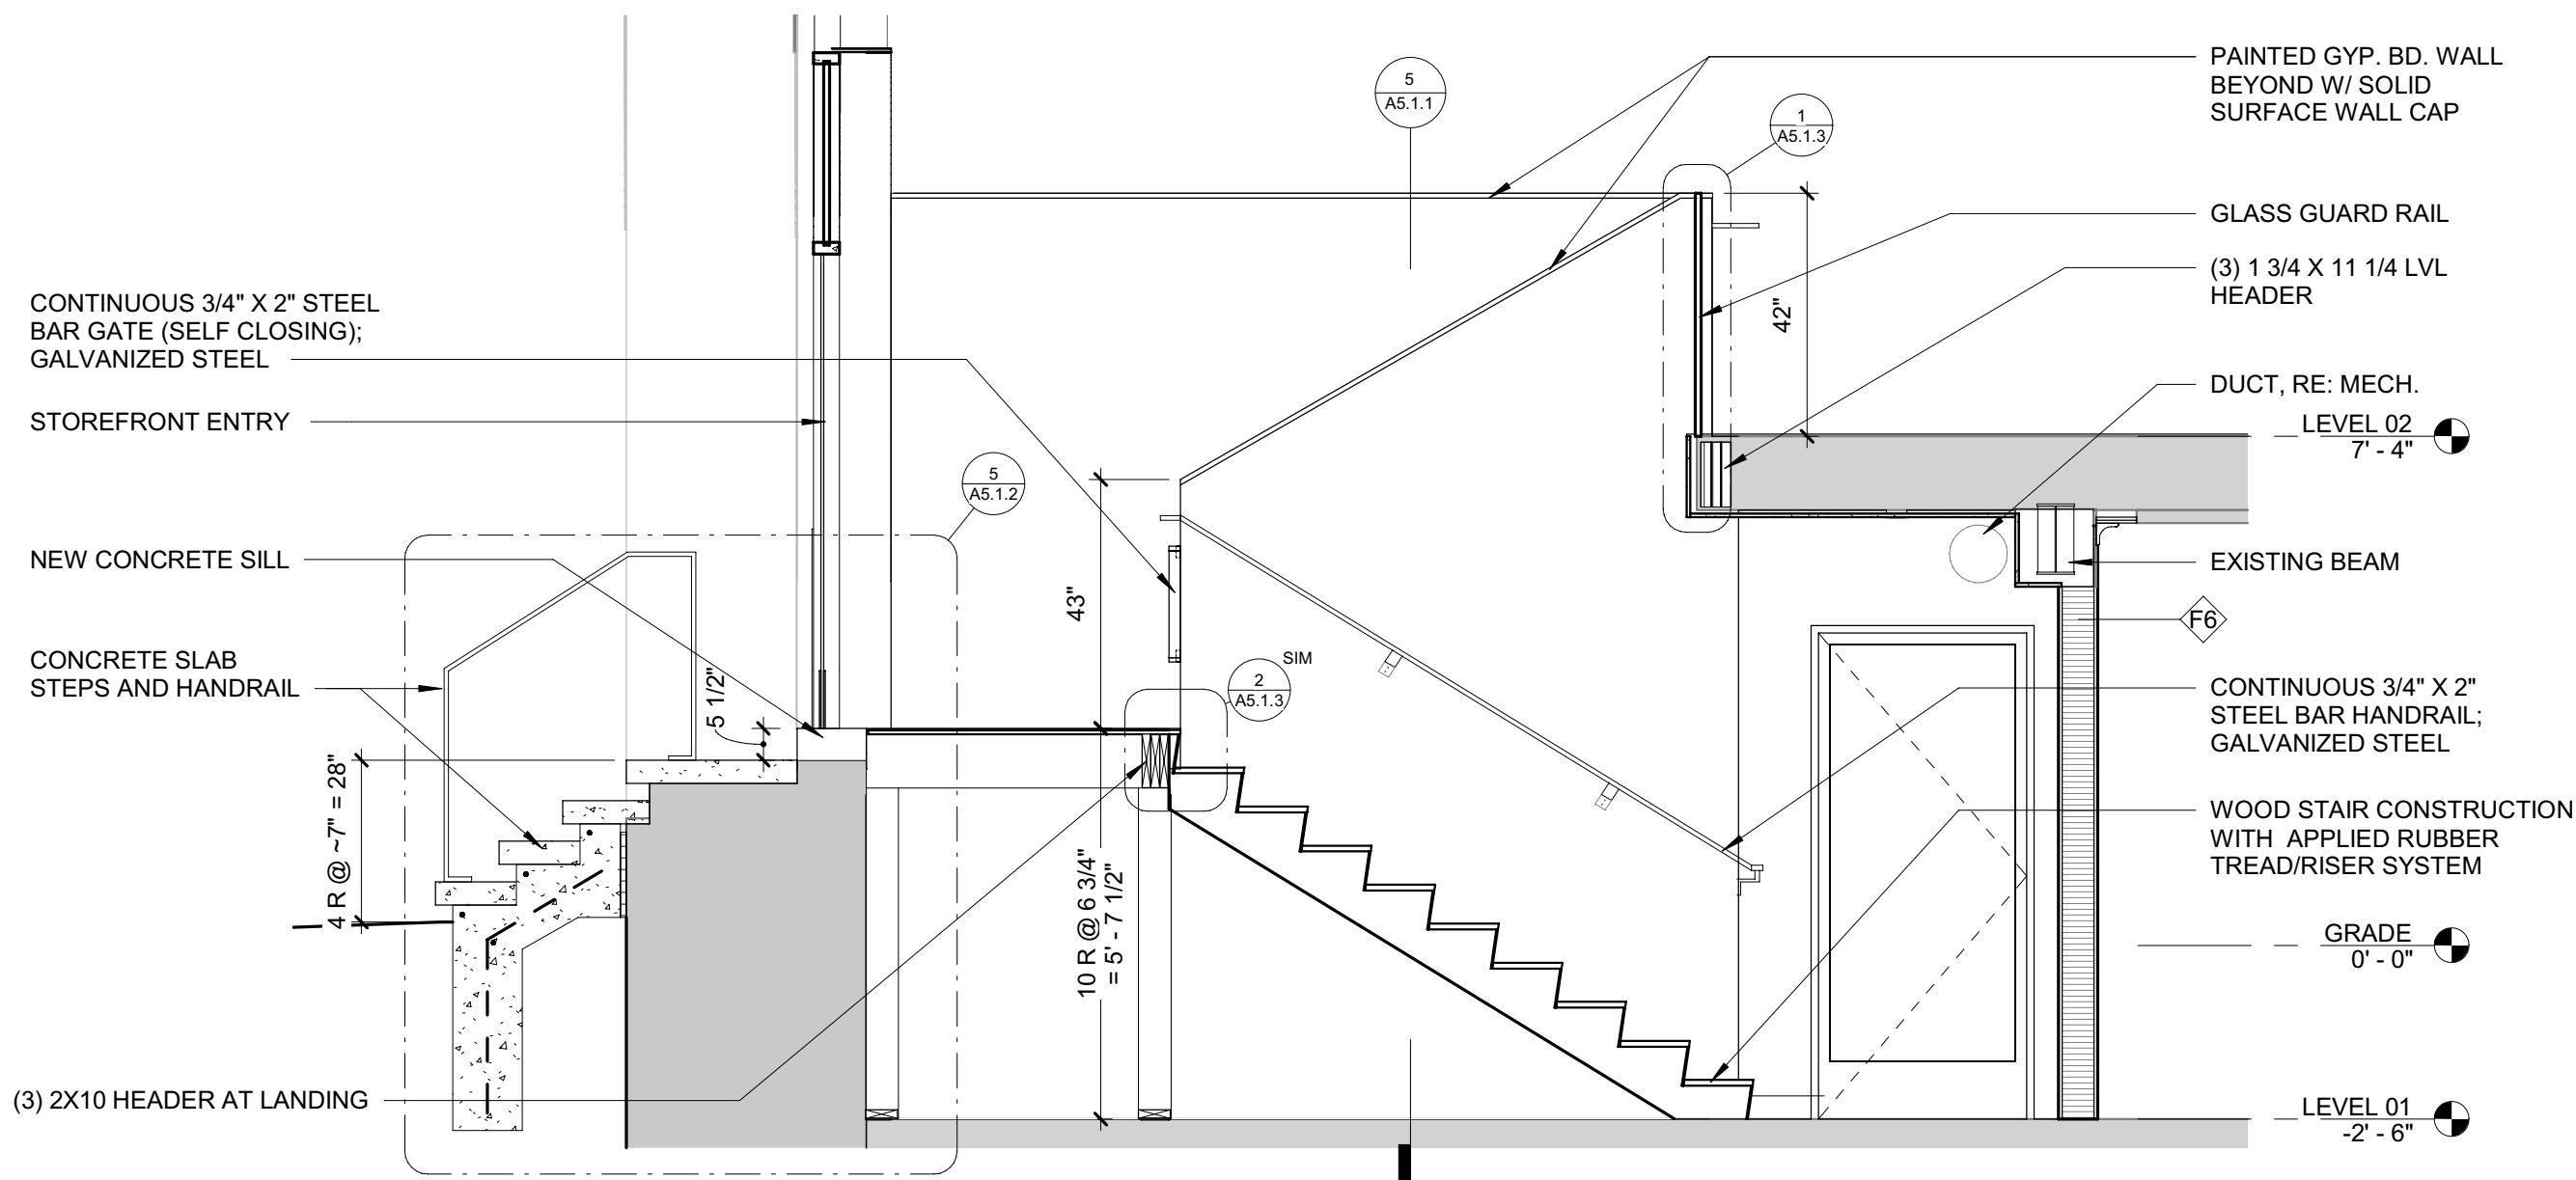 PAINTED GYP. BD. WALL
BEYOND W/ SOLID
SURFACE WALL CAP
5
A5.1.1
1
A5.1.3
GLASS GUARD RAIL
(3) 1 3/4 X 11 1/4 LVL
HEADER
CONTINUOUS 3/4" X 2" STEEL
BAR GATE (SELF CLOSING);
GALVANIZED STEEL
42"
DUCT, RE: MECH.
STOREFRONT ENTRY
LEVEL 02
7' - 4"
5
A5.1.2
NEW CONCRETE SILL
EXISTING BEAM
43"
F6
CONCRETE SLAB
STEPS AND HANDRAIL
5 1/2"
SIM
2
A5.1.3
CONTINUOUS 3/4" X 2"
STEEL BAR HANDRAIL;
GALVANIZED STEEL
4 R @ ~7" = 28"
10 R @ 6 3/4"
= 5' - 7 1/2"
WOOD STAIR CONSTRUCTION
WITH APPLIED RUBBER
TREAD/RISER SYSTEM
GRADE
0' - 0"
(3) 2X10 HEADER AT LANDING
LEVEL 01
-2' - 6"